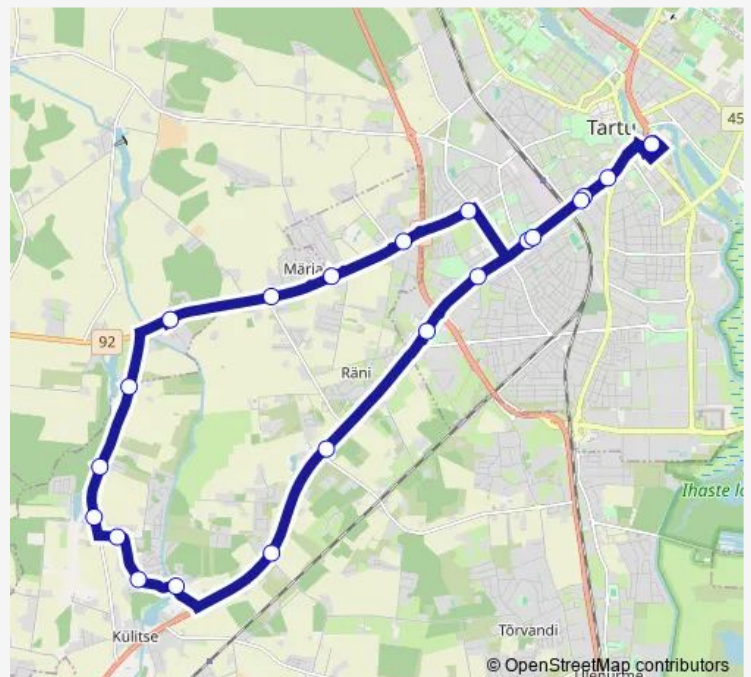 Tartu
45
Märja
92
Räni
Ihaste
Külitse
Tõrvandi
© OpenStreetMap contributors